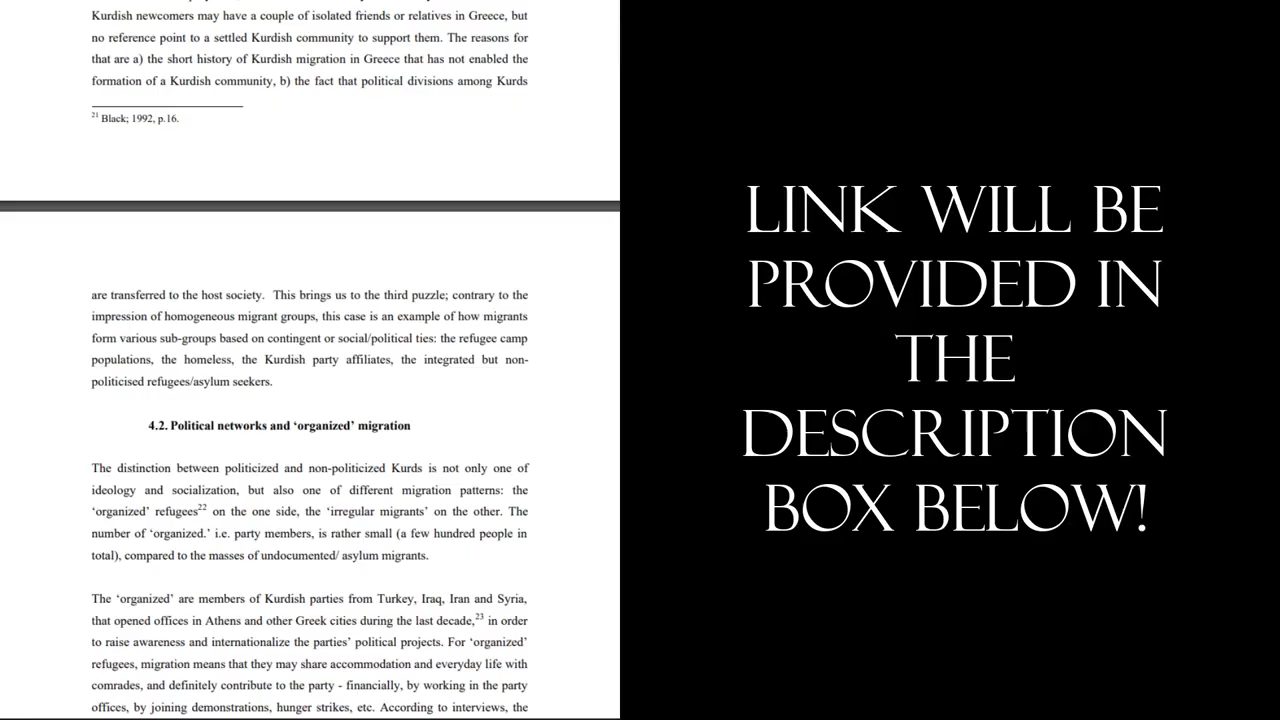 Kurdish newcomers may have a couple of isolated friends or relatives in Greece, but
no reference point to a settled Kurdish community to support them. The reasons for
that are a) the short history of Kurdish migration in Greece that has not enabled the
formation of a Kurdish community, b) the fact that political divisions among Kurds
21 Black; 1992, p.16.
are transferred to the host society. This brings us to the third puzzle; contrary to the
impression of homogeneous migrant groups, this case is an example of how migrants
form various sub-groups based on contingent or social/political ties: the refugee camp
populations, the homeless, the Kurdish party affiliates, the integrated but non-
politicised refugees/asylum seekers.
4.2. Political networks and ‘organized’ migration
The distinction between politicized and non-politicized Kurds is not only one of
ideology and socialization, but also one of different migration patterns: the
‘organized’ refugees22 on the one side, the ‘irregular migrants’ on the other. The
number of ‘organized.’ i.e. party members, is rather small (a few hundred people in
total), compared to the masses of undocumented/ asylum migrants.
The ‘organized’ are members of Kurdish parties from Turkey, Iraq, Iran and Syria,
that opened offices in Athens and other Greek cities during the last decade,23 in order
to raise awareness and internationalize the parties’ political projects. For ‘organized’
refugees, migration means that they may share accommodation and everyday life with
comrades, and definitely contribute to the party - financially, by working in the party
offices, by joining demonstrations, hunger strikes, etc. According to interviews, the
LINK WILL BE
PROVIDED IN
THE
DESCRIPTION
BOX BELOW!